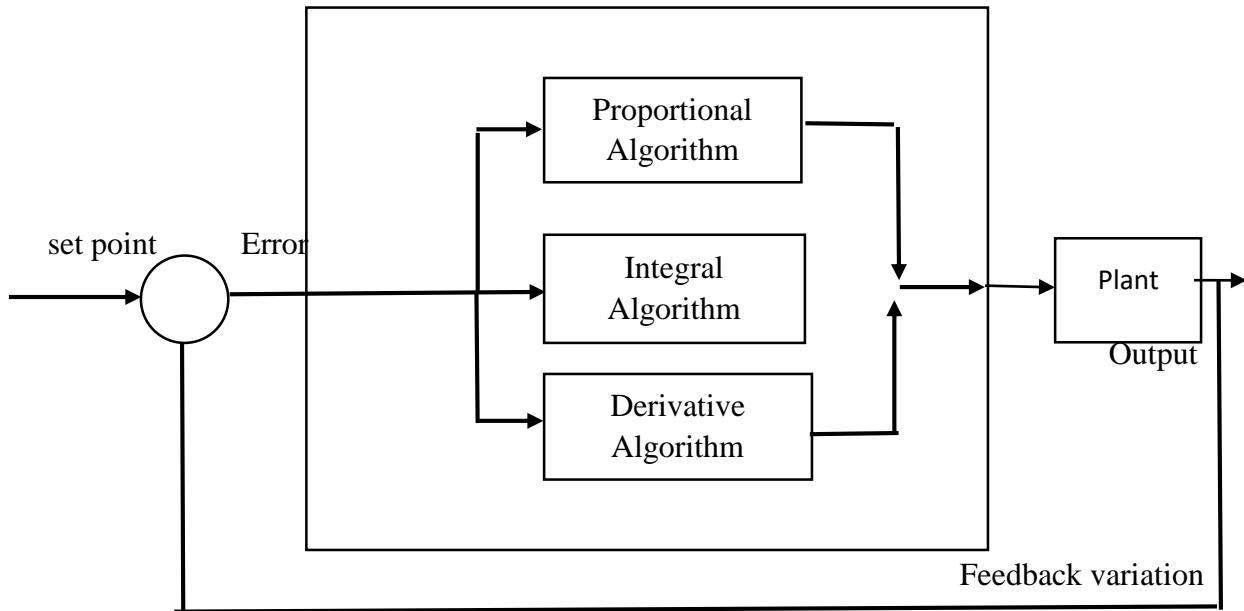 Proportional
Algorithm
set point
Error
Integral
Algorithm
Plant
Output
Derivative
Algorithm
Feedback variation